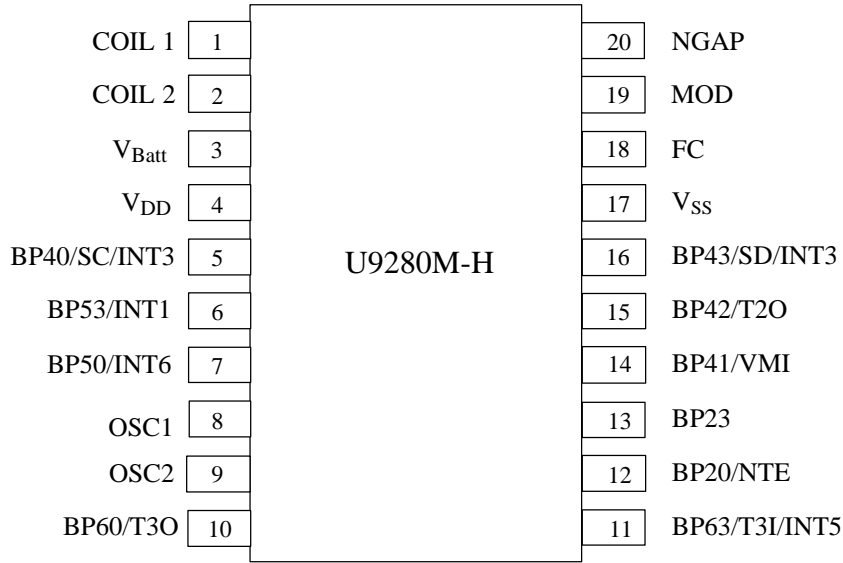 COIL 1 1 20 NGAP
COIL 2 2 19 MOD
VBatt 3 18 FC
VDD 4 17 VSS
BP40/SC/INT3 5 U9280M-H 16 BP43/SD/INT3
BP53/INT1 6 15 BP42/T2O
BP50/INT6 7 14 BP41/VMI
OSC1 8 13 BP23
OSC2 9 12 BP20/NTE
BP60/T3O 10 11 BP63/T3I/INT5